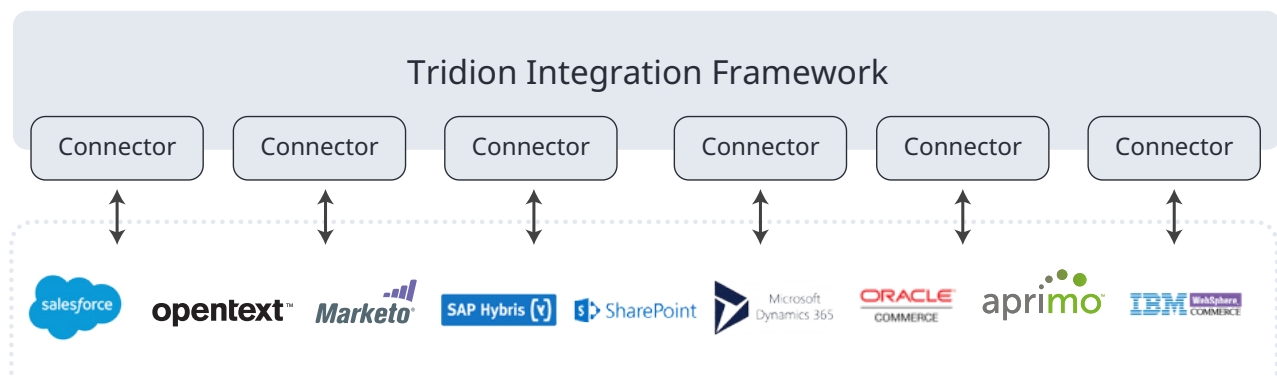 Tridion Integration Framework
Connector Connector Connector Connector Connector Connector
salesforce opentext™ Marketo® SAP Hybris (y) SharePoint Microsoft Dynamics 365 ORACLE® COMMERCE aprimo™ IBM WebSphere® COMMERCE